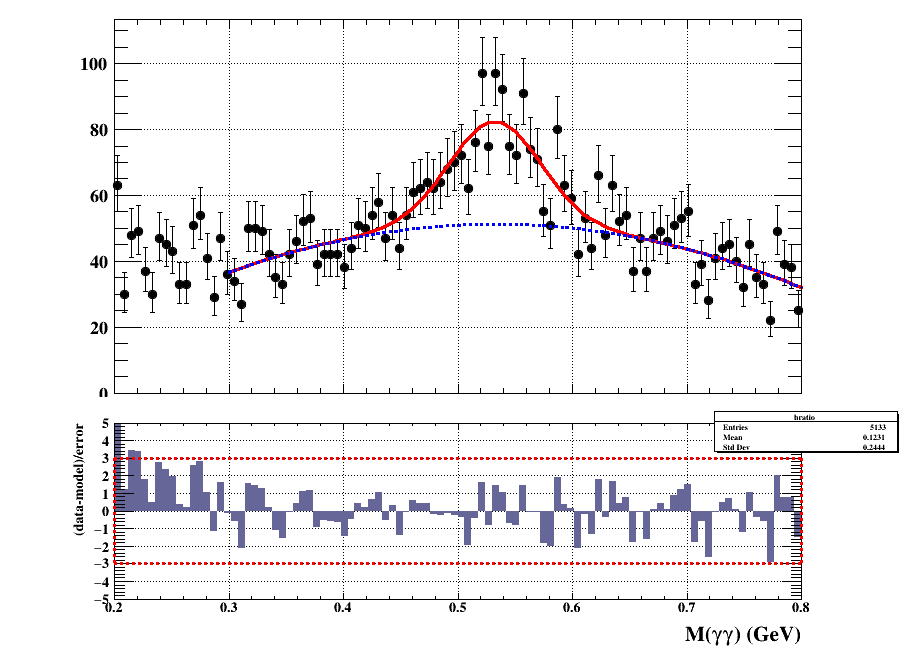 100
80
60
40
20
0
hratio
Entries 5133
Mean 0.1231
Std Dev 0.2444
(data-model)/error
5
4
3
2
1
0
−1
−2
−3
−4
−5
0.2 0.3 0.4 0.5 0.6 0.7 0.8
M(γγ) (GeV)